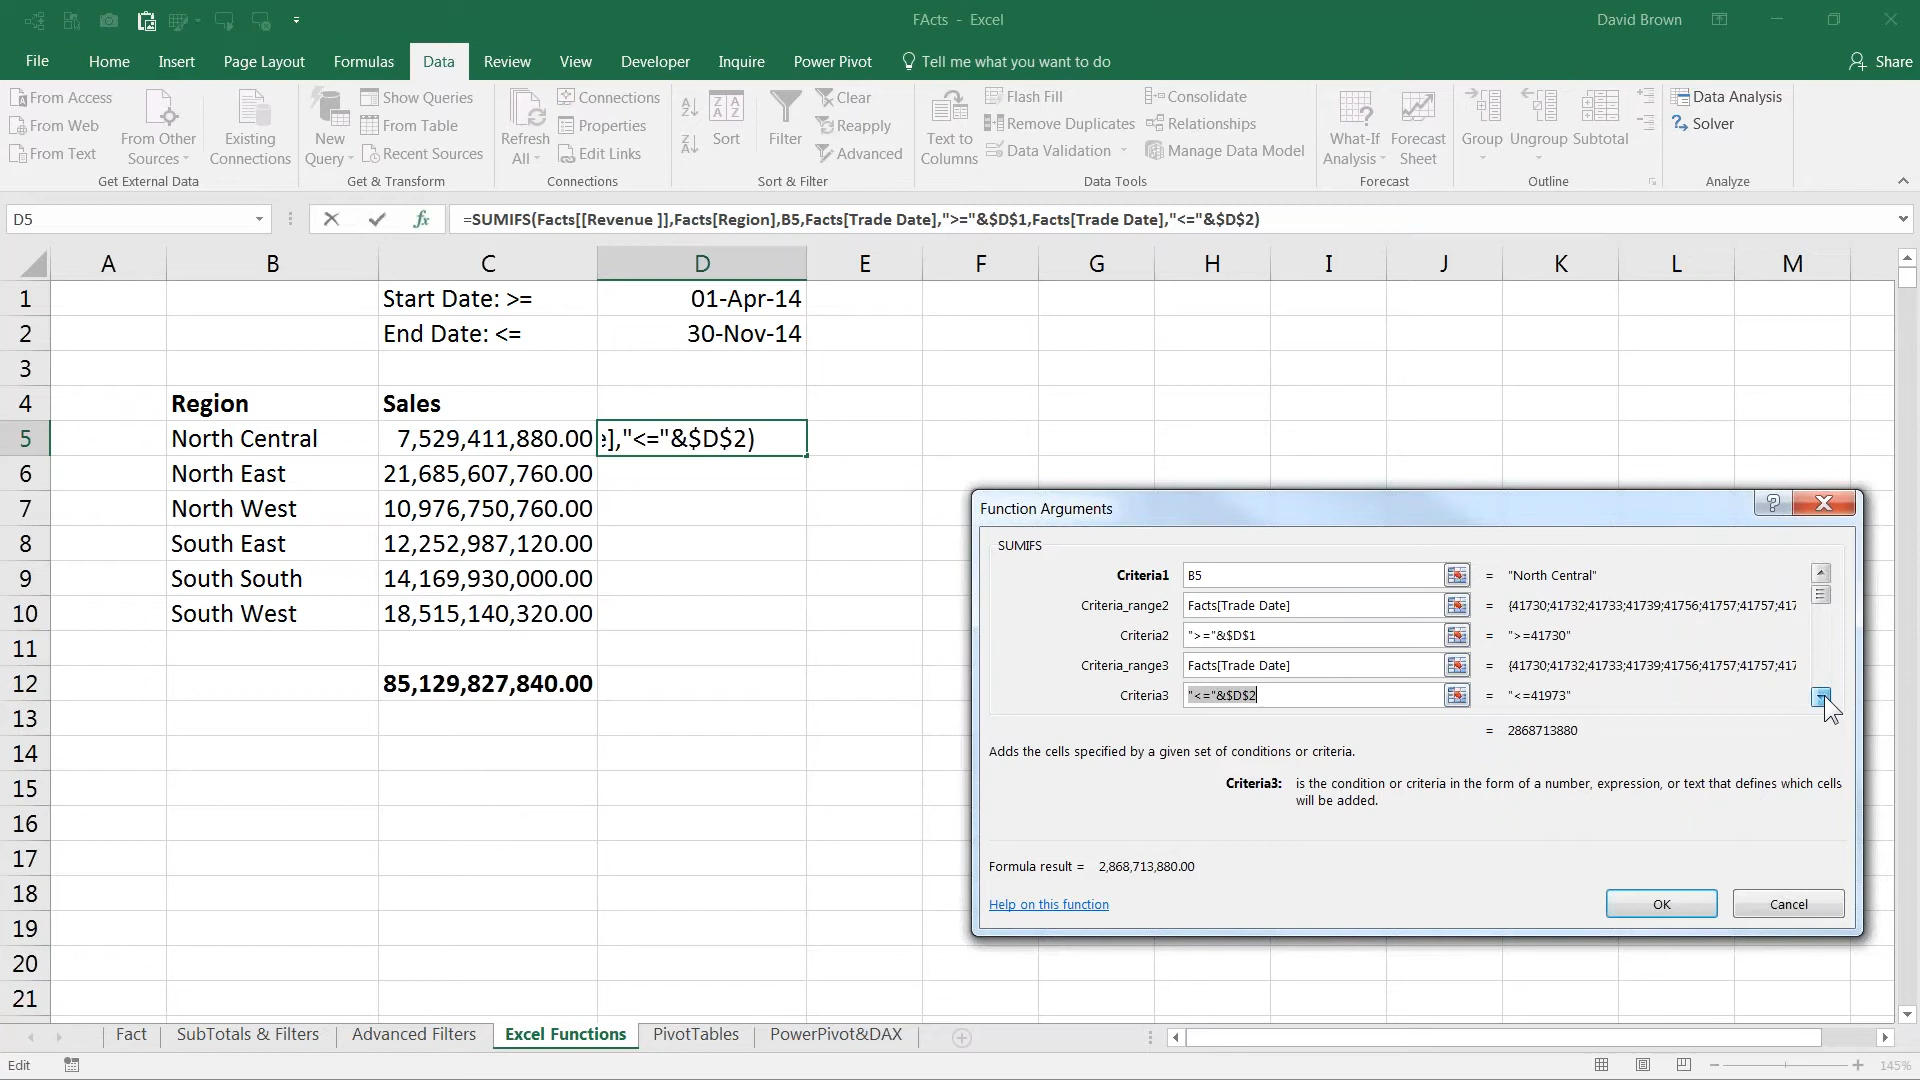 FActs - Excel
David Brown
File Home Insert Page Layout Formulas Data Review View Developer Inquire Power Pivot Tell me what you want to do Share
From Access
From Web
From Text
From Other Sources
Existing Connections
Get External Data
New Query
Show Queries
From Table
Recent Sources
Get & Transform
Refresh All
Connections
Properties
Edit Links
Connections
Sort
Filter
Clear
Reapply
Advanced
Sort & Filter
Text to Columns
Flash Fill
Remove Duplicates
Data Validation
Consolidate
Relationships
Manage Data Model
Data Tools
What-If Analysis
Forecast Sheet
Forecast
Group
Ungroup
Subtotal
Outline
Data Analysis
Solver
Analyze
D5
fx
=SUMIFS(Facts[[Revenue ]],Facts[Region],B5,Facts[Trade Date],">="&$D$1,Facts[Trade Date],"<="&$D$2)
A B C D E F G H I J K L M
1 Start Date: >= 01-Apr-14
2 End Date: <= 30-Nov-14
3
4 Region Sales
5 North Central 7,529,411,880.00 e],"<="&$D$2)
6 North East 21,685,607,760.00
7 North West 10,976,750,760.00
8 South East 12,252,987,120.00
9 South South 14,169,930,000.00
10 South West 18,515,140,320.00
11
12 85,129,827,840.00
13
14
15
16
17
18
19
20
21
Function Arguments
SUMIFS
Criteria1 B5 = "North Central"
Criteria_range2 Facts[Trade Date] = {41730;41732;41733;41739;41756;41757;41757;417
Criteria2 ">="&$D$1 = ">=41730"
Criteria_range3 Facts[Trade Date] = {41730;41732;41733;41739;41756;41757;41757;417
Criteria3 "<="&$D$2 = "<=41973"
= 2868713880
Adds the cells specified by a given set of conditions or criteria.
Criteria3: is the condition or criteria in the form of a number, expression, or text that defines which cells
will be added.
Formula result = 2,868,713,880.00
Help on this function
OK
Cancel
Fact SubTotals & Filters Advanced Filters Excel Functions PivotTables PowerPivot&DAX
Edit
145%